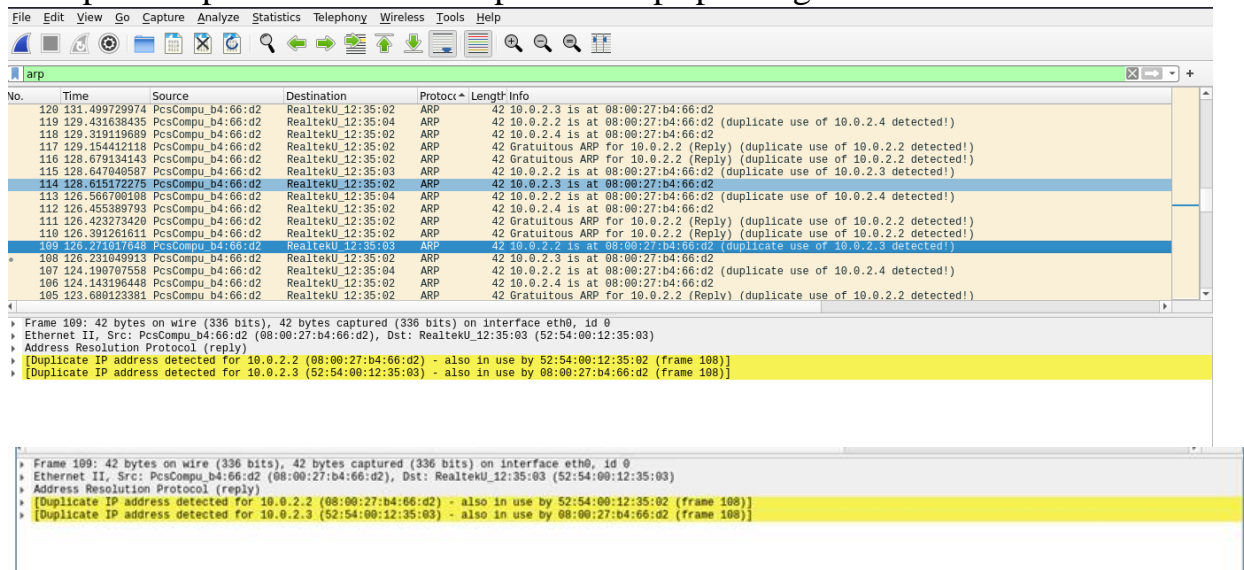 File Edit View Go Capture Analyze Statistics Telephony Wireless Tools Help
arp
No. Time Source Destination Protoc Length Info
120 131.499729974 PcsCompu_b4:66:d2 RealtekU_12:35:02 ARP 42 10.0.2.3 is at 08:00:27:b4:66:d2
119 129.431638435 PcsCompu_b4:66:d2 RealtekU_12:35:04 ARP 42 10.0.2.2 is at 08:00:27:b4:66:d2 (duplicate use of 10.0.2.4 detected!)
118 129.319119689 PcsCompu_b4:66:d2 RealtekU_12:35:02 ARP 42 10.0.2.4 is at 08:00:27:b4:66:d2
117 129.154412118 PcsCompu_b4:66:d2 RealtekU_12:35:02 ARP 42 Gratuitous ARP for 10.0.2.2 (Reply) (duplicate use of 10.0.2.2 detected!)
116 128.679134143 PcsCompu_b4:66:d2 RealtekU_12:35:02 ARP 42 Gratuitous ARP for 10.0.2.2 (Reply) (duplicate use of 10.0.2.2 detected!)
115 128.647040587 PcsCompu_b4:66:d2 RealtekU_12:35:03 ARP 42 10.0.2.2 is at 08:00:27:b4:66:d2 (duplicate use of 10.0.2.3 detected!)
114 128.615172275 PcsCompu_b4:66:d2 RealtekU_12:35:02 ARP 42 10.0.2.3 is at 08:00:27:b4:66:d2
113 126.566700108 PcsCompu_b4:66:d2 RealtekU_12:35:04 ARP 42 10.0.2.2 is at 08:00:27:b4:66:d2 (duplicate use of 10.0.2.4 detected!)
112 126.455389793 PcsCompu_b4:66:d2 RealtekU_12:35:02 ARP 42 10.0.2.4 is at 08:00:27:b4:66:d2
111 126.423273420 PcsCompu_b4:66:d2 RealtekU_12:35:02 ARP 42 Gratuitous ARP for 10.0.2.2 (Reply) (duplicate use of 10.0.2.2 detected!)
110 126.391261611 PcsCompu_b4:66:d2 RealtekU_12:35:02 ARP 42 Gratuitous ARP for 10.0.2.2 (Reply) (duplicate use of 10.0.2.2 detected!)
109 126.271017648 PcsCompu_b4:66:d2 RealtekU_12:35:03 ARP 42 10.0.2.2 is at 08:00:27:b4:66:d2 (duplicate use of 10.0.2.3 detected!)
108 126.231049913 PcsCompu_b4:66:d2 RealtekU_12:35:02 ARP 42 10.0.2.3 is at 08:00:27:b4:66:d2
107 124.190707558 PcsCompu_b4:66:d2 RealtekU_12:35:04 ARP 42 10.0.2.2 is at 08:00:27:b4:66:d2 (duplicate use of 10.0.2.4 detected!)
106 124.143196448 PcsCompu_b4:66:d2 RealtekU_12:35:02 ARP 42 10.0.2.4 is at 08:00:27:b4:66:d2
105 123.680123381 PcsCompu_b4:66:d2 RealtekU_12:35:02 ARP 42 Gratuitous ARP for 10.0.2.2 (Reply) (duplicate use of 10.0.2.2 detected!)
Frame 109: 42 bytes on wire (336 bits), 42 bytes captured (336 bits) on interface eth0, id 0
Ethernet II, Src: PcsCompu_b4:66:d2 (08:00:27:b4:66:d2), Dst: RealtekU_12:35:03 (52:54:00:12:35:03)
Address Resolution Protocol (reply)
[Duplicate IP address detected for 10.0.2.2 (08:00:27:b4:66:d2) - also in use by 52:54:00:12:35:02 (frame 108)]
[Duplicate IP address detected for 10.0.2.3 (52:54:00:12:35:03) - also in use by 08:00:27:b4:66:d2 (frame 108)]
Frame 109: 42 bytes on wire (336 bits), 42 bytes captured (336 bits) on interface eth0, id 0
Ethernet II, Src: PcsCompu_b4:66:d2 (08:00:27:b4:66:d2), Dst: RealtekU_12:35:03 (52:54:00:12:35:03)
Address Resolution Protocol (reply)
[Duplicate IP address detected for 10.0.2.2 (08:00:27:b4:66:d2) - also in use by 52:54:00:12:35:02 (frame 108)]
[Duplicate IP address detected for 10.0.2.3 (52:54:00:12:35:03) - also in use by 08:00:27:b4:66:d2 (frame 108)]